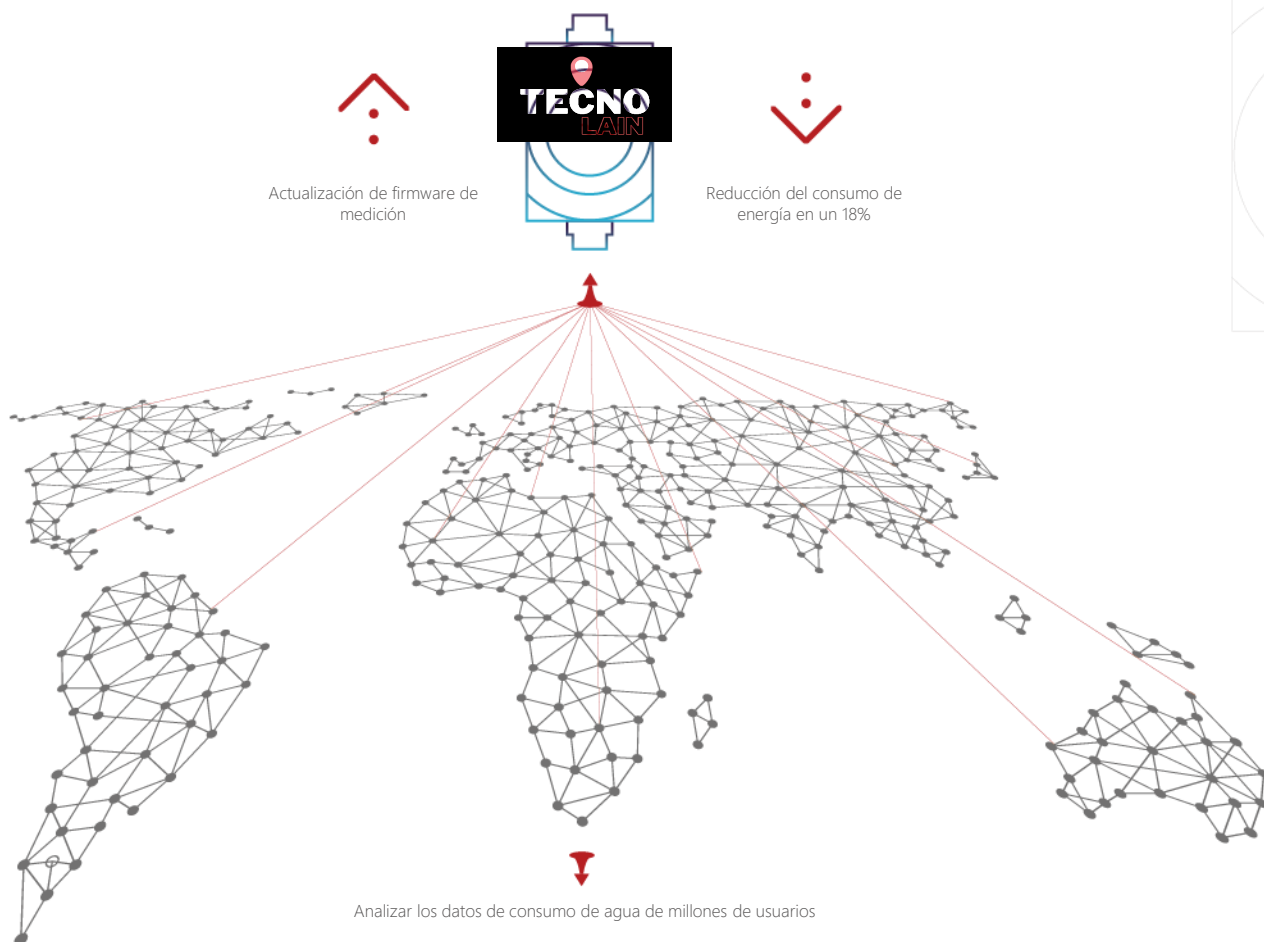 TECNO
LAIN
Actualización de firmware de
medición
Reducción del consumo de
energía en un 18%
Analizar los datos de consumo de agua de millones de usuarios